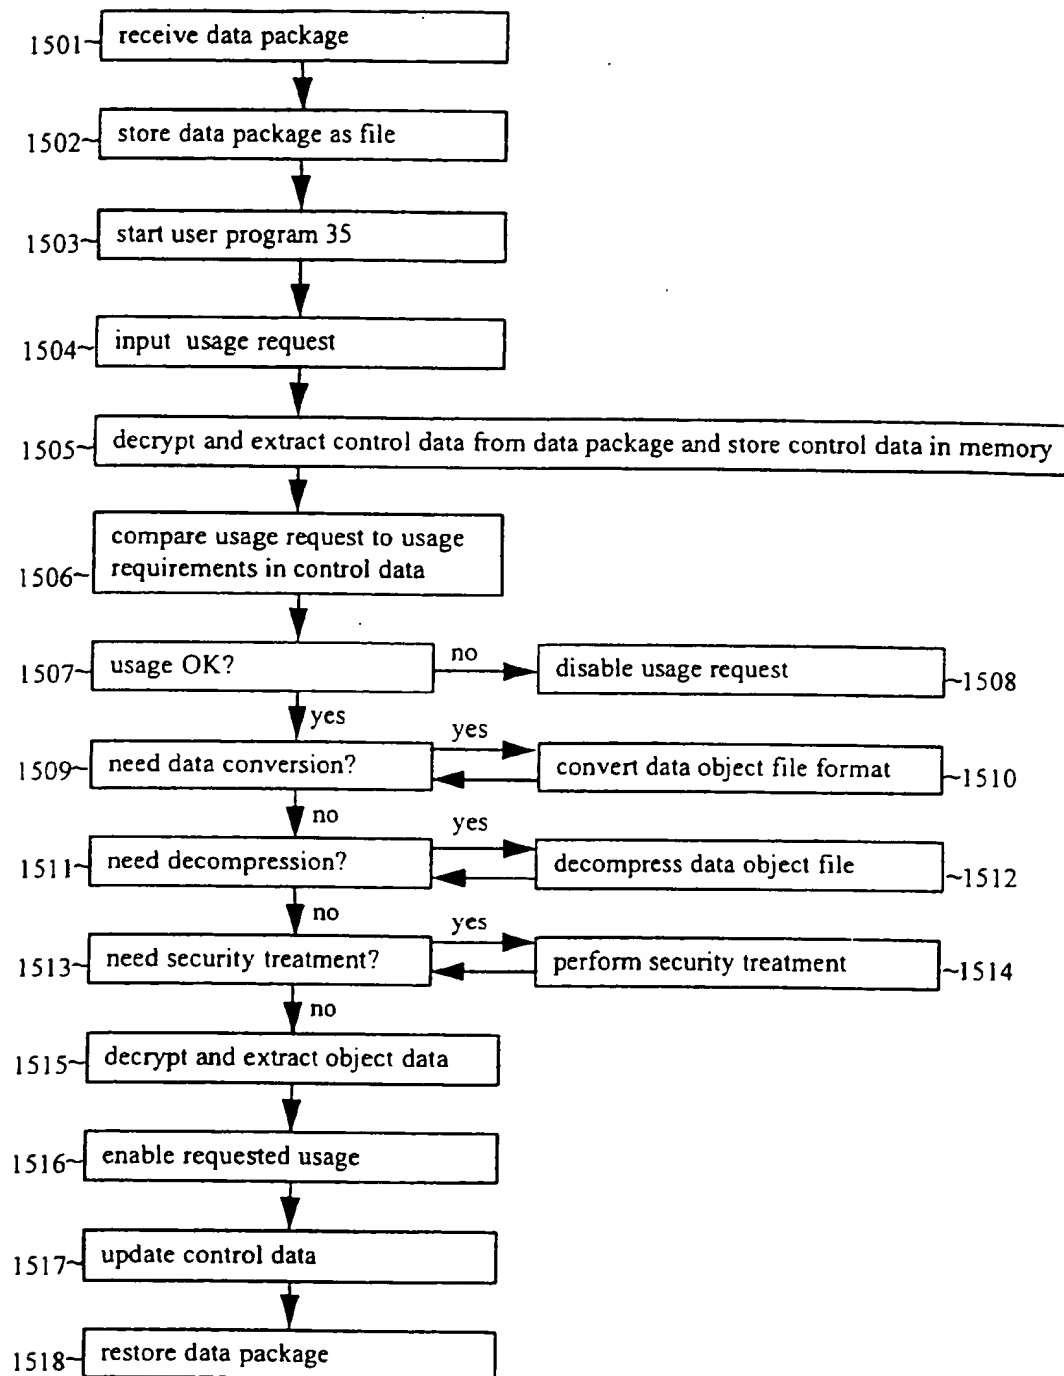 1501~ receive data package
1502~ store data package as file
1503~ start user program 35
1504~ input usage request
1505~ decrypt and extract control data from data package and store control data in memory
1506~ compare usage request to usage
requirements in control data
1507~ usage OK?
no
disable usage request ~1508
yes
1509~ need data conversion?
yes
convert data object file format ~1510
no
1511~ need decompression?
yes
decompress data object file ~1512
no
1513~ need security treatment?
yes
perform security treatment ~1514
no
1515~ decrypt and extract object data
1516~ enable requested usage
1517~ update control data
1518~ restore data package